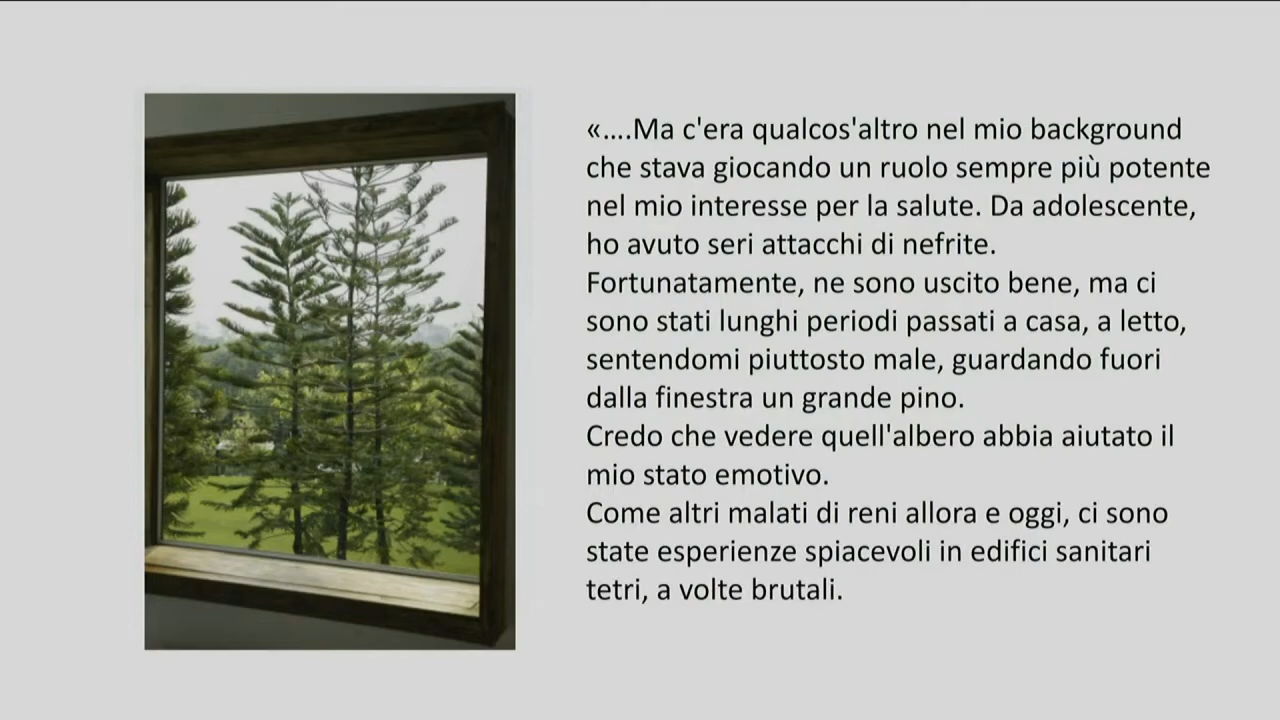 «....Ma c'era qualcos'altro nel mio background
che stava giocando un ruolo sempre più potente
nel mio interesse per la salute. Da adolescente,
ho avuto seri attacchi di nefrite.
Fortunatamente, ne sono uscito bene, ma ci
sono stati lunghi periodi passati a casa, a letto,
sentendomi piuttosto male, guardando fuori
dalla finestra un grande pino.
Credo che vedere quell'albero abbia aiutato il
mio stato emotivo.
Come altri malati di reni allora e oggi, ci sono
state esperienze spiacevoli in edifici sanitari
tetri, a volte brutali.